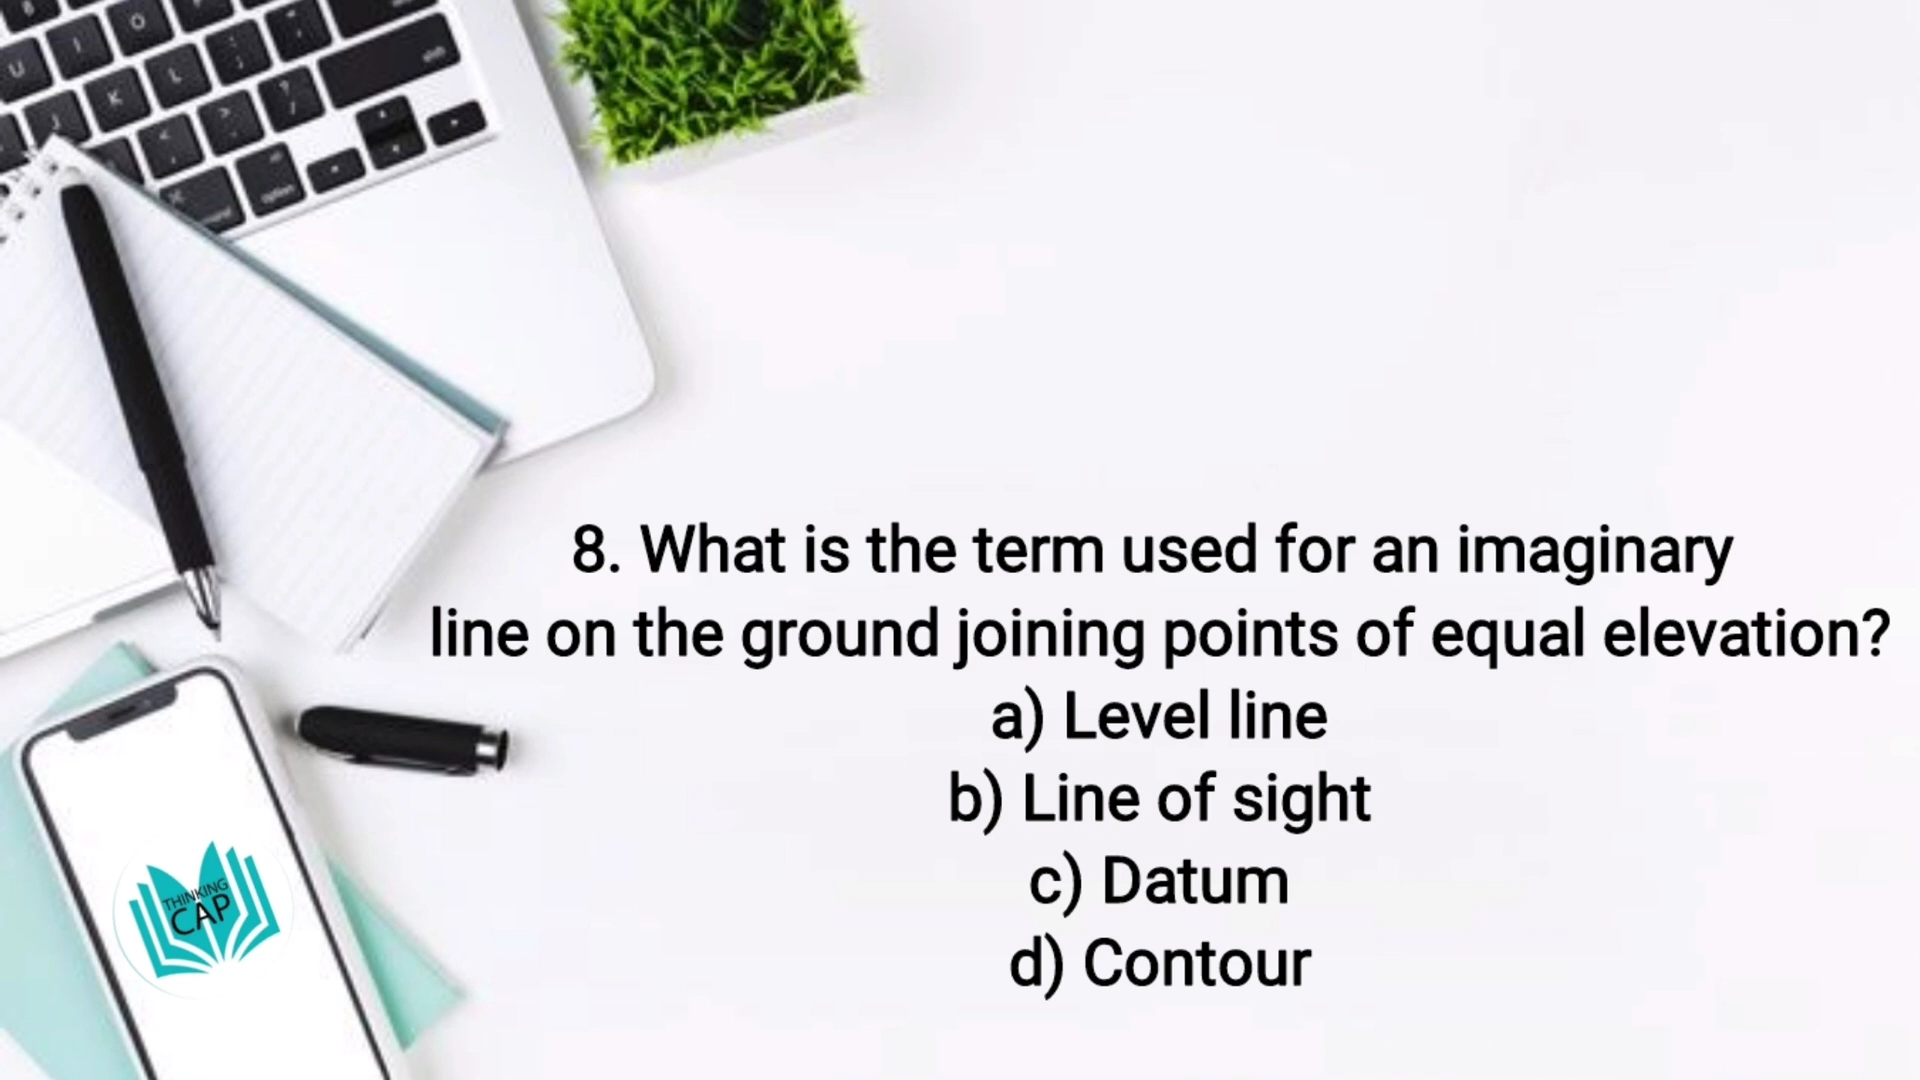 8. What is the term used for an imaginary
line on the ground joining points of equal elevation?
a) Level line
b) Line of sight
c) Datum
d) Contour
THINKING
CAP
U
I
O
L
K
J
option